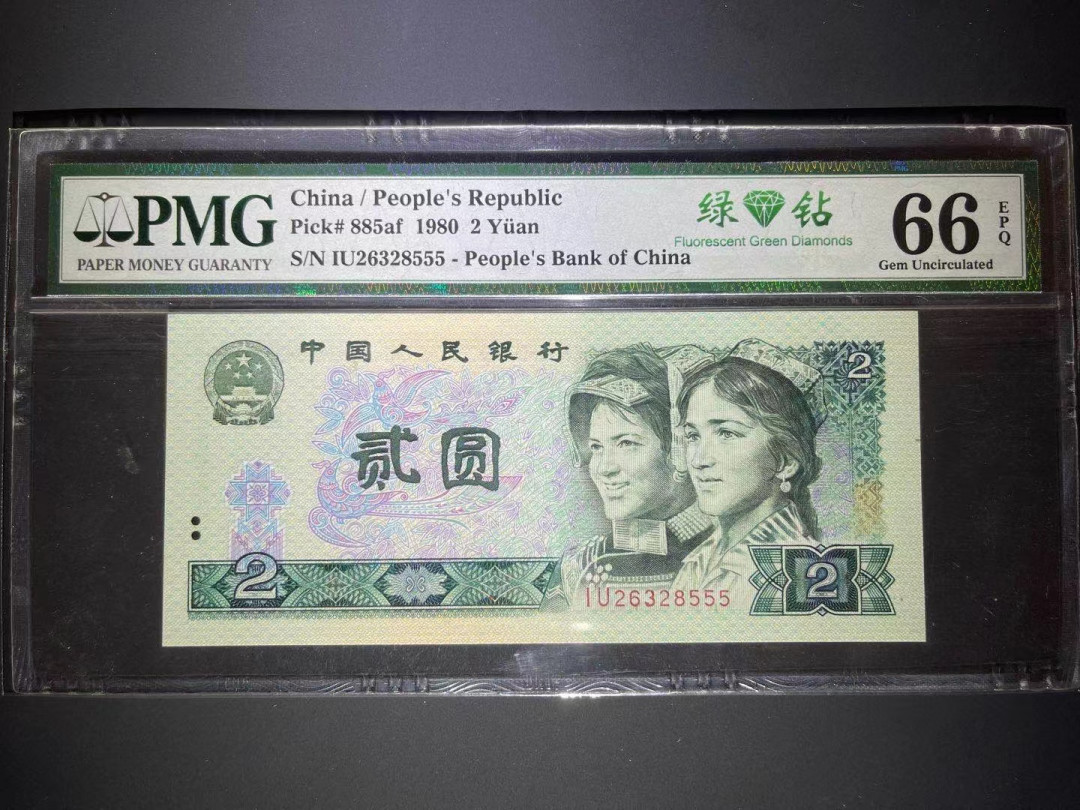 PMG
PAPER MONEY GUARANTY
China / People's Republic
Pick# 885af 1980 2 Yüan
S/N IU26328555 - People's Bank of China
绿钻
Fluorescent Green Diamonds
66
EPQ
Gem Uncirculated
中国人民银行
2
贰圆
2
IU26328555
2